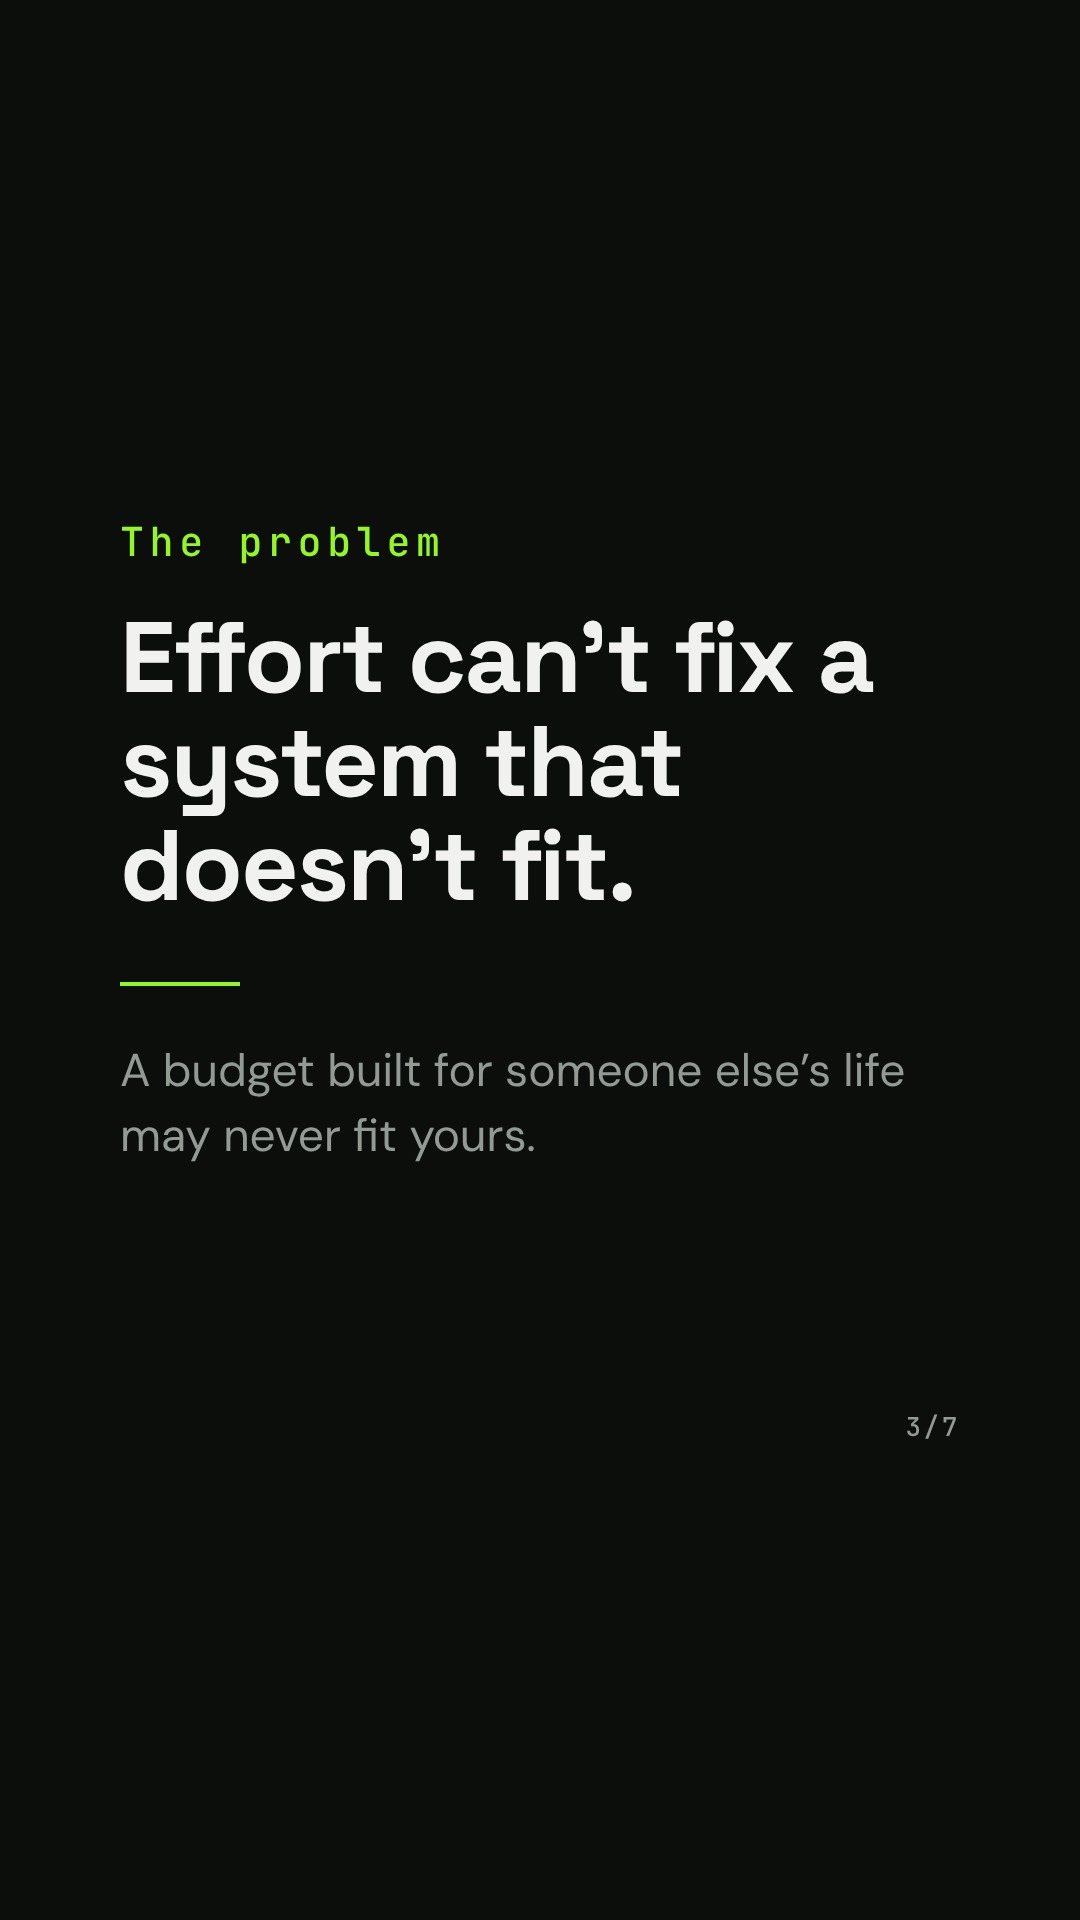 The problem
Effort can’t fix a
system that
doesn’t fit.
A budget built for someone else’s life
may never fit yours.
3/7